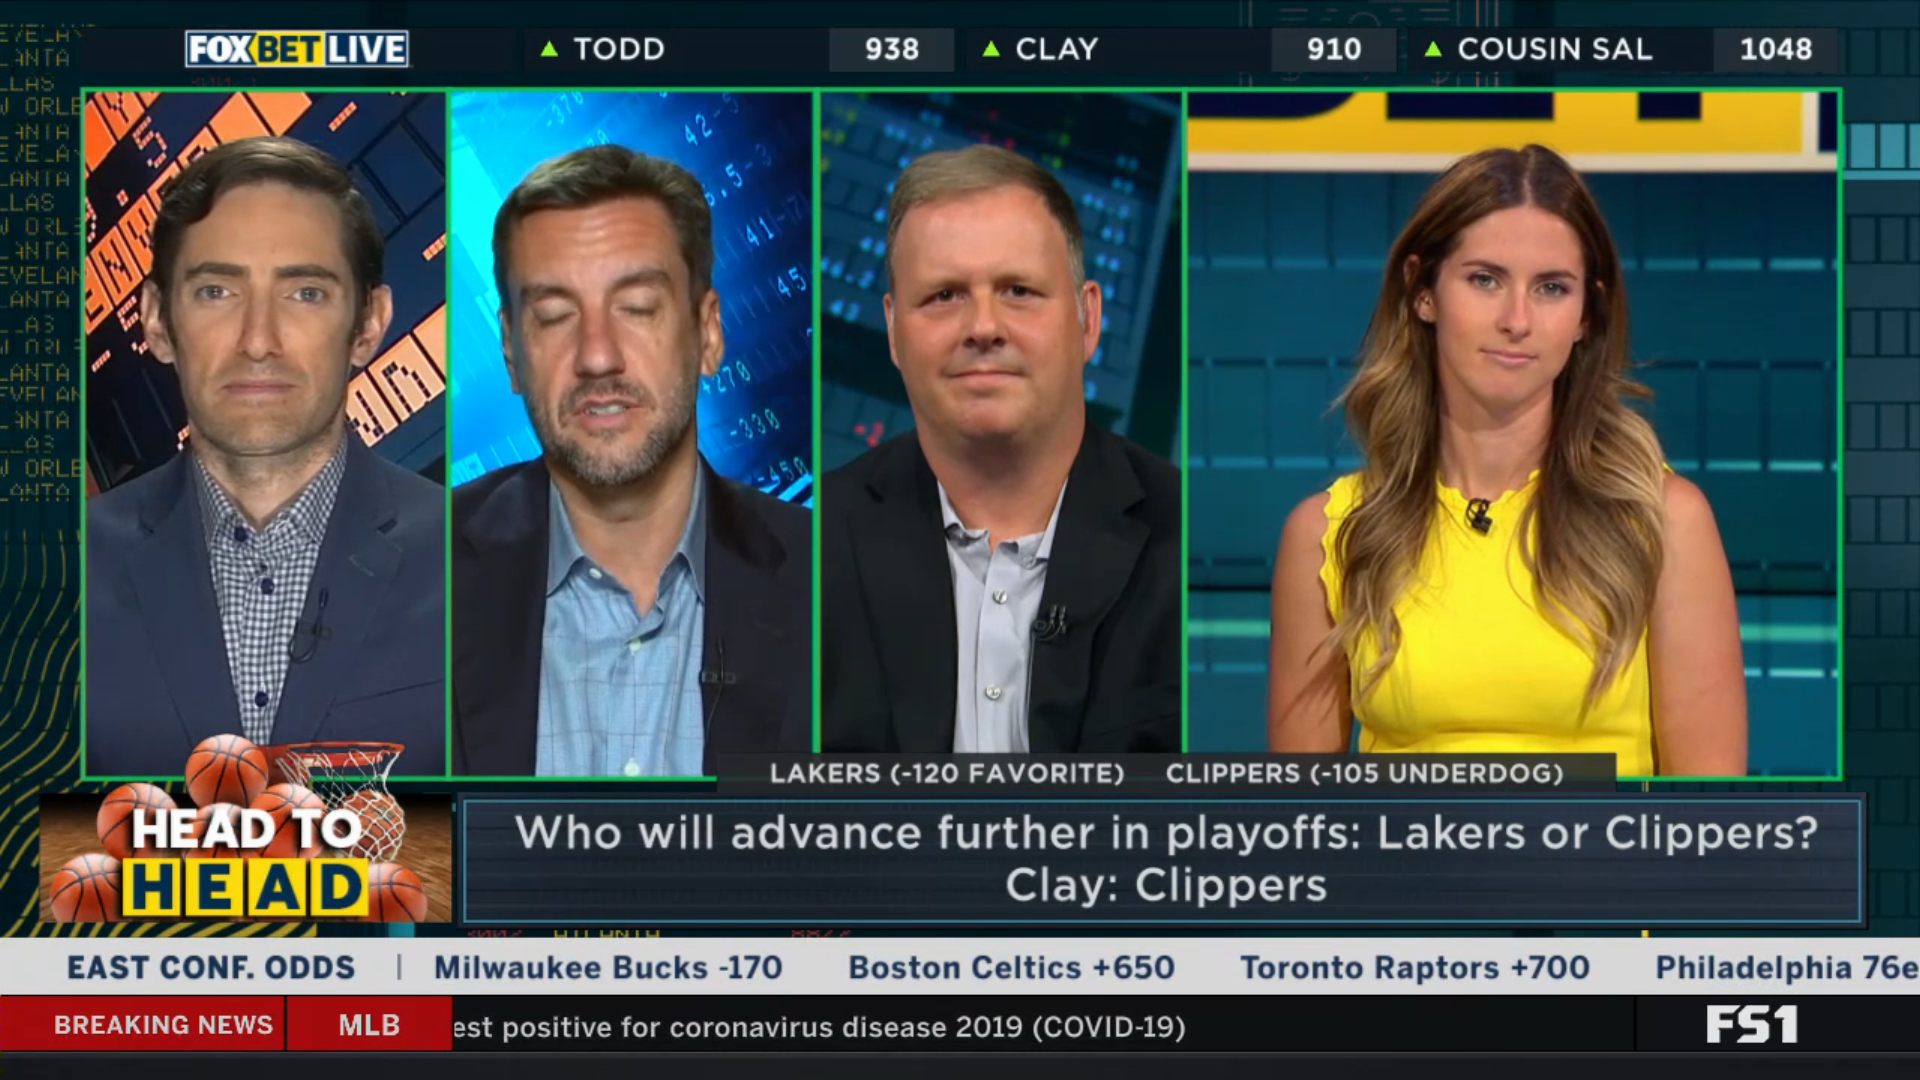 FOX BET LIVE
TODD 938
CLAY 910
COUSIN SAL 1048
LAKERS (-120 FAVORITE) CLIPPERS (-105 UNDERDOG)
HEAD TO
HEAD
Who will advance further in playoffs: Lakers or Clippers?
Clay: Clippers
EAST CONF. ODDS | Milwaukee Bucks -170 Boston Celtics +650 Toronto Raptors +700 Philadelphia 76e
BREAKING NEWS MLB est positive for coronavirus disease 2019 (COVID-19) FS1